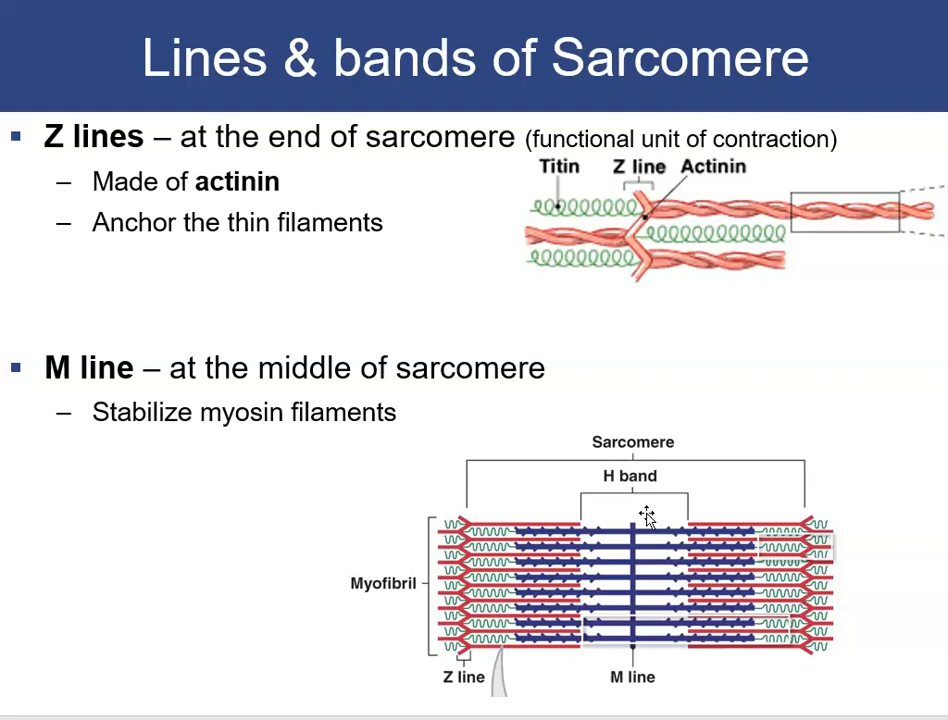 Lines & bands of Sarcomere
Z lines – at the end of sarcomere (functional unit of contraction)
– Made of actinin
– Anchor the thin filaments
Titin Z line Actinin
M line – at the middle of sarcomere
– Stabilize myosin filaments
Sarcomere
H band
Myofibril
Z line M line